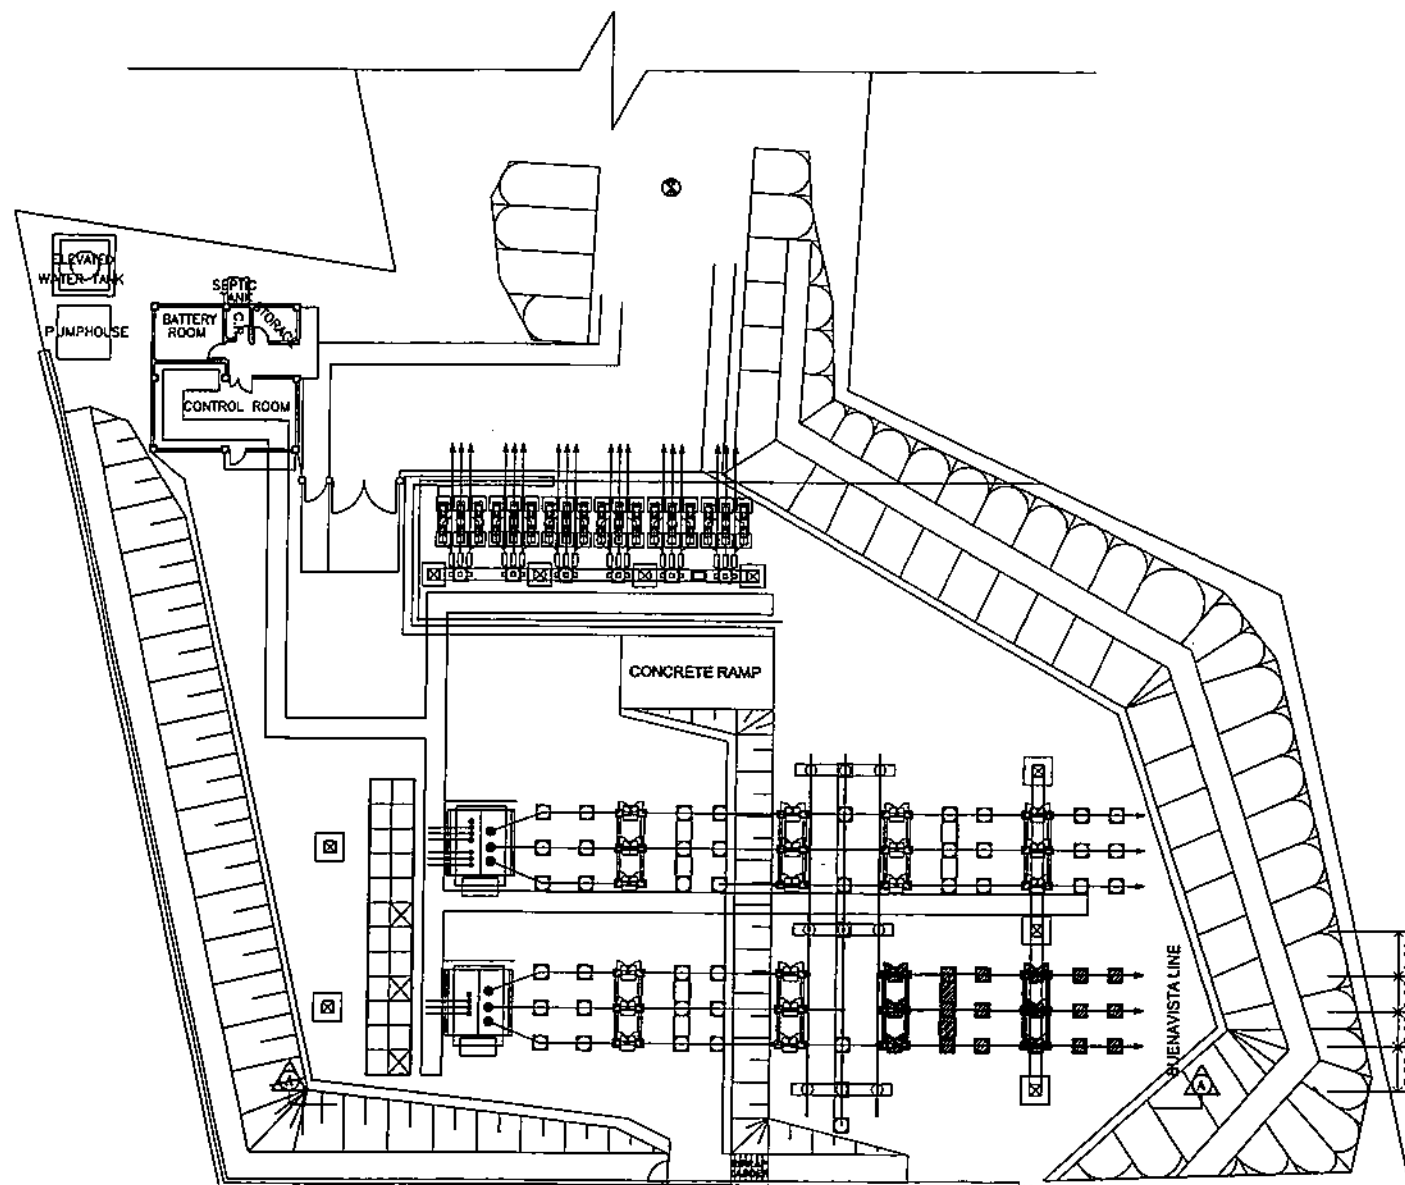 ELEVATED
WATER TANK
SEPTIC
TANK
PUMPHOUSE
BATTERY
ROOM
C.R.
STORAGE
CONTROL ROOM
CONCRETE RAMP
BUENAVISTA LINE
A
A